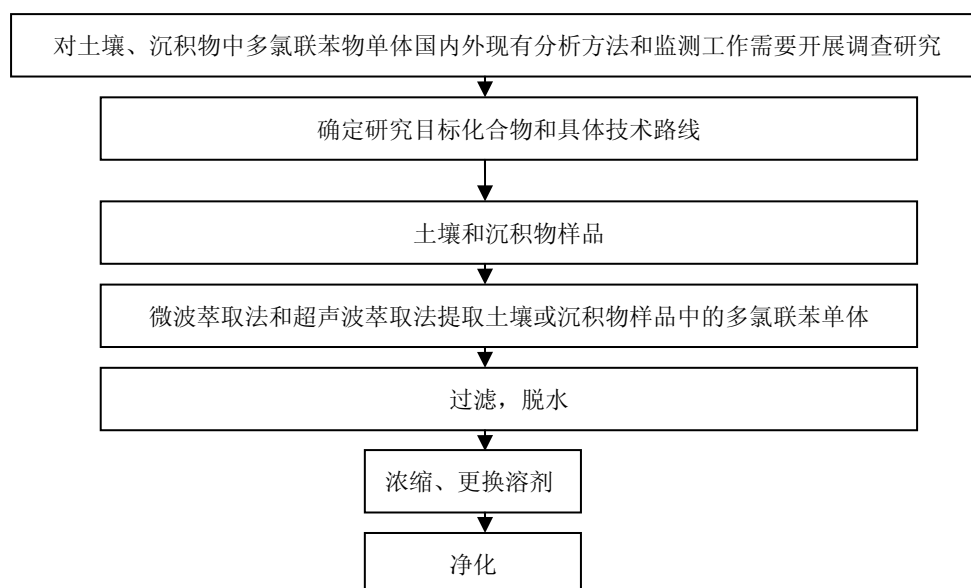 对土壤、沉积物中多氯联苯物单体国内外现有分析方法和监测工作需要开展调查研究
确定研究目标化合物和具体技术路线
土壤和沉积物样品
微波萃取法和超声波萃取法提取土壤或沉积物样品中的多氯联苯单体
过滤，脱水
浓缩、更换溶剂
净化